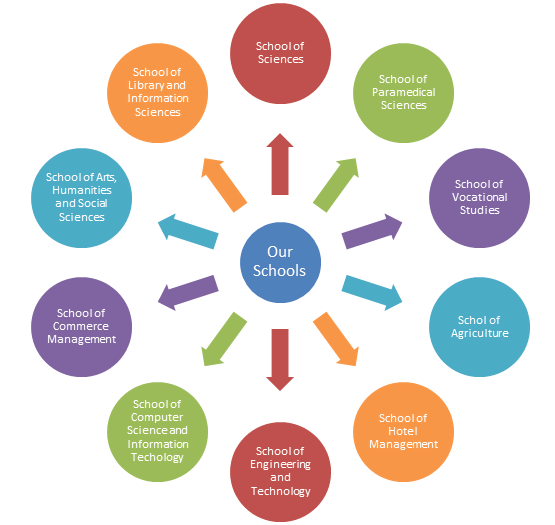 School of
Sciences
School of
Paramedical
Sciences
School of
Vocational
Studies
Schol of
Agriculture
School of
Hotel
Management
School of
Engineering
and
Technology
School of
Computer
Science and
Information
Techology
School of
Commerce
Management
School of Arts,
Humanities
and Social
Sciences
School of
Library and
Information
Sciences
Our
Schools